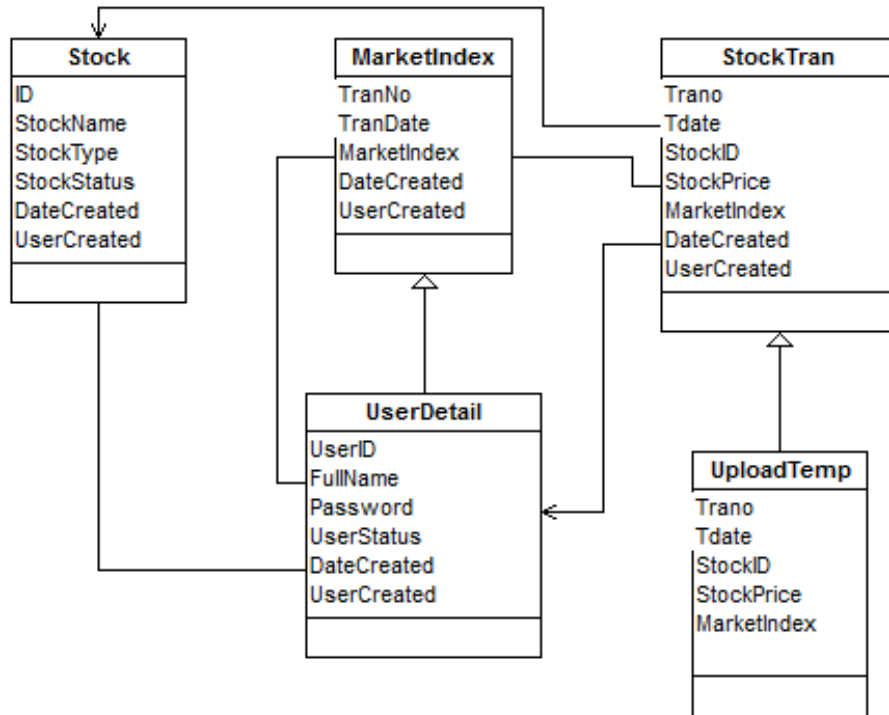 Stock
ID
StockName
StockType
StockStatus
DateCreated
UserCreated
MarketIndex
TranNo
TranDate
MarketIndex
DateCreated
UserCreated
StockTran
Trano
Tdate
StockID
StockPrice
MarketIndex
DateCreated
UserCreated
UserDetail
UserID
FullName
Password
UserStatus
DateCreated
UserCreated
UploadTemp
Trano
Tdate
StockID
StockPrice
MarketIndex